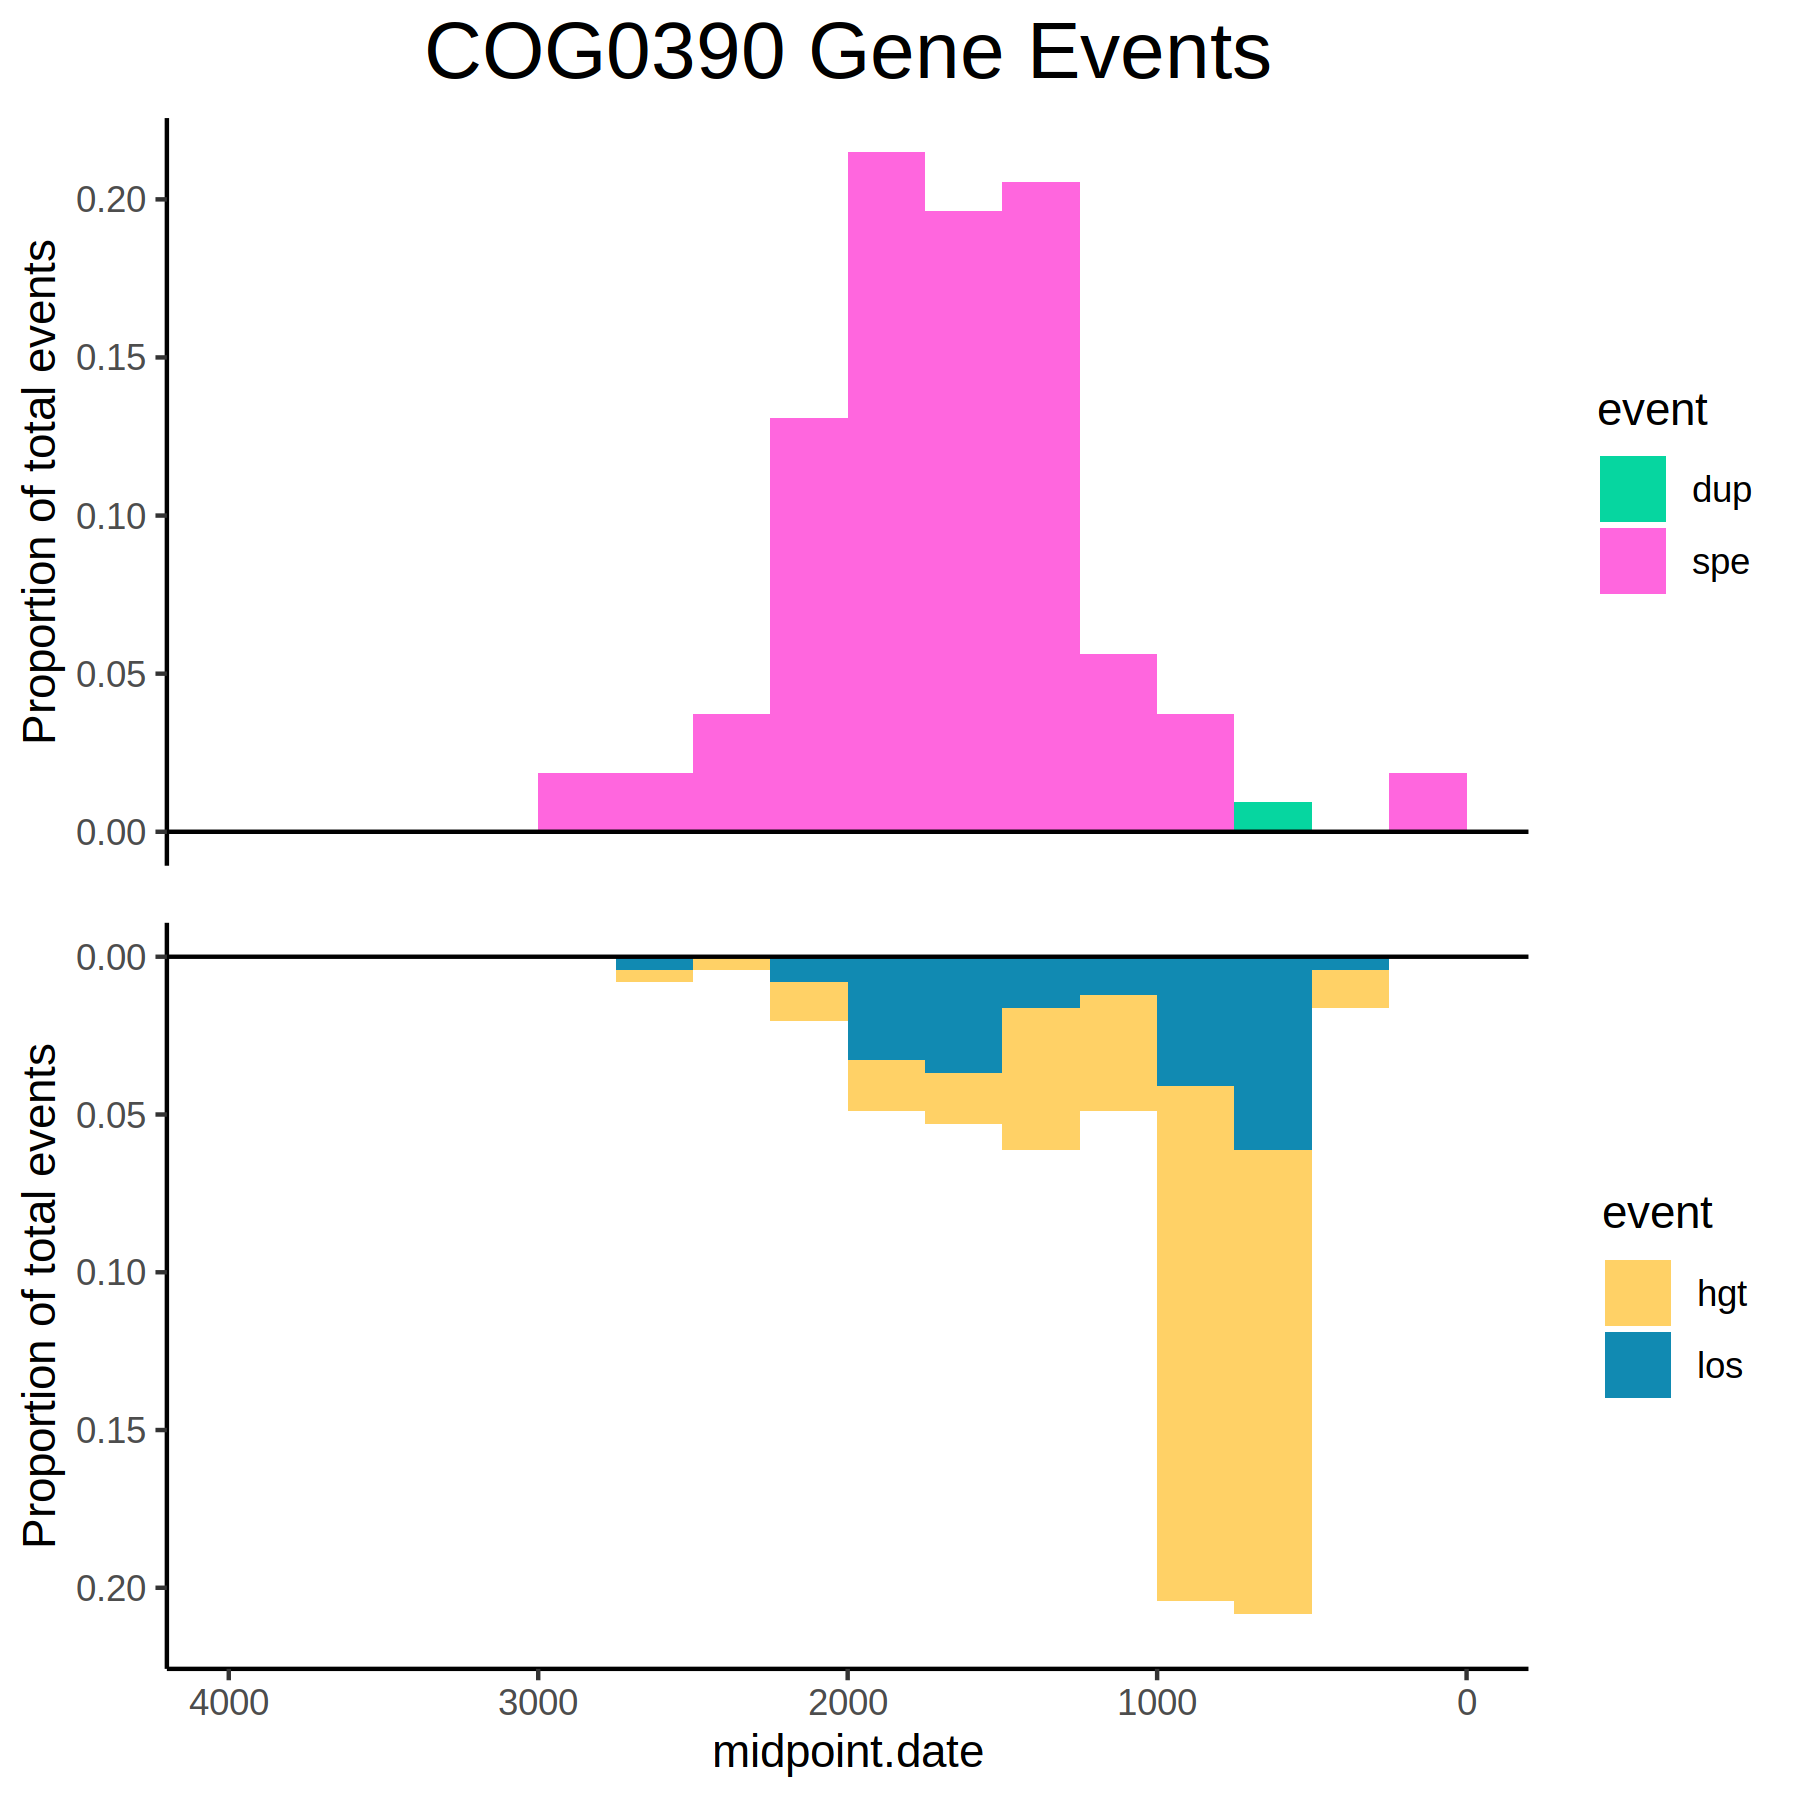 COG0390 Gene Events
Proportion of total events
0.20
0.15
0.10
0.05
0.00
event
dup
spe
Proportion of total events
0.00
0.05
0.10
0.15
0.20
event
hgt
los
4000 3000 2000 1000 0
midpoint.date